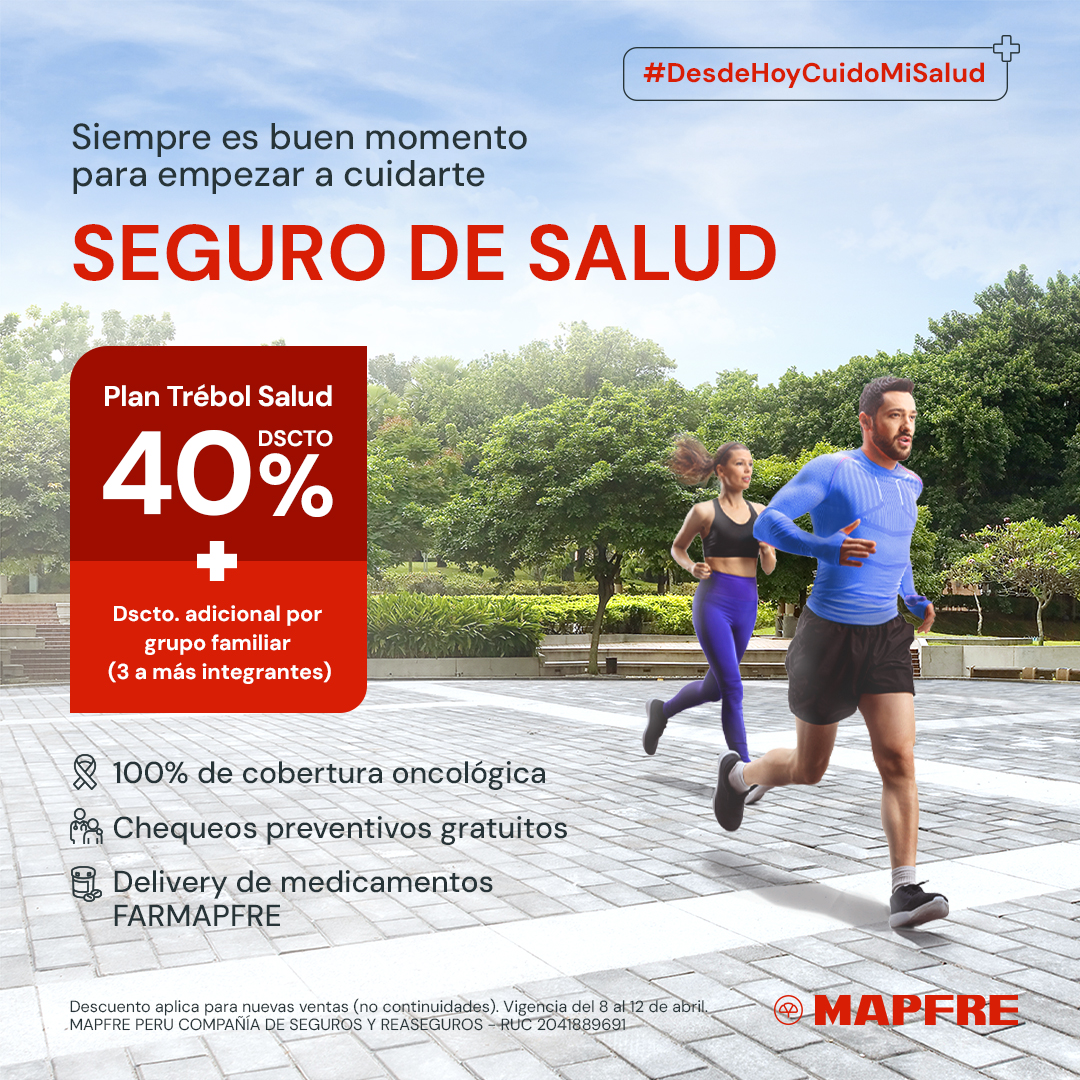 #DesdeHoyCuidoMiSalud
Siempre es buen momento
para empezar a cuidarte
SEGURO DE SALUD
Plan Trébol Salud
40% DSCTO
+
Dscto. adicional por
grupo familiar
(3 a más integrantes)
100% de cobertura oncológica
Chequeos preventivos gratuitos
Delivery de medicamentos
FARMAPFRE
Descuento aplica para nuevas ventas (no continuidades). Vigencia del 8 al 12 de abril.
MAPFRE PERU COMPAÑÍA DE SEGUROS Y REASEGUROS - RUC 2041889691
MAPFRE